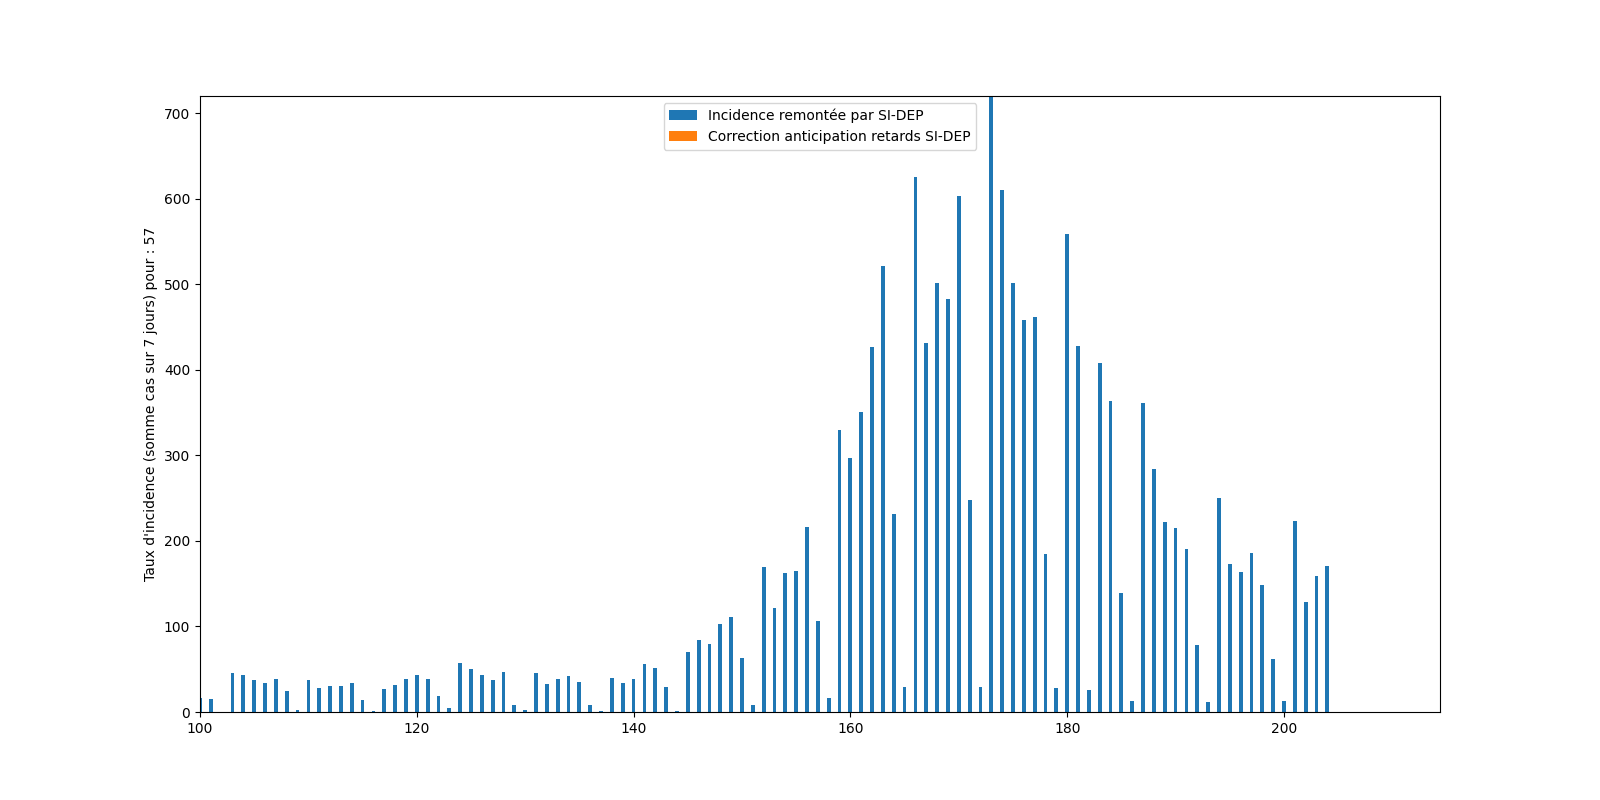 Incidence remontée par SI-DEP
Correction anticipation retards SI-DEP
Taux d'incidence (somme cas sur 7 jours) pour : 57
700
600
500
400
300
200
100
0
100 120 140 160 180 200